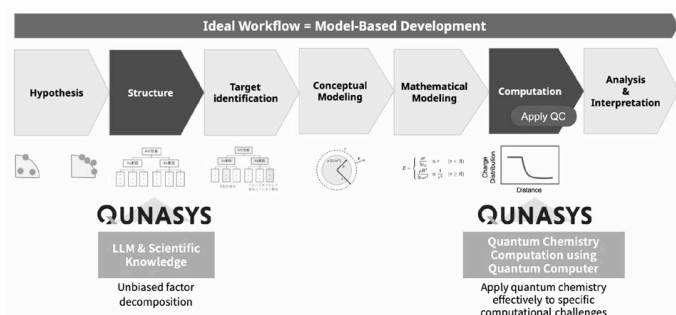 Ideal Workflow = Model-Based Development
Hypothesis
Structure
Target
identification
Conceptual
Modeling
Mathematical
Modeling
Computation
Apply QC
Analysis
&
Interpretation
Change
Distribution
Distance
QUNASYS
LLM & Scientific
Knowledge
Unbiased factor
decomposition
QUNASYS
Quantum Chemistry
Computation using
Quantum Computer
Apply quantum chemistry
effectively to specific
computational challenges